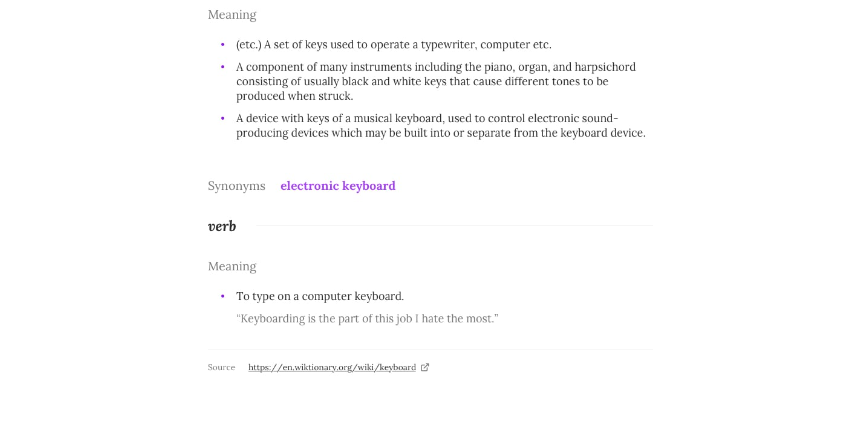 Meaning
(etc.) A set of keys used to operate a typewriter, computer etc.
A component of many instruments including the piano, organ, and harpsichord
consisting of usually black and white keys that cause different tones to be
produced when struck.
A device with keys of a musical keyboard, used to control electronic sound-
producing devices which may be built into or separate from the keyboard device.
Synonyms electronic keyboard
verb
Meaning
To type on a computer keyboard.
“Keyboarding is the part of this job I hate the most.”
Source https://en.wiktionary.org/wiki/keyboard